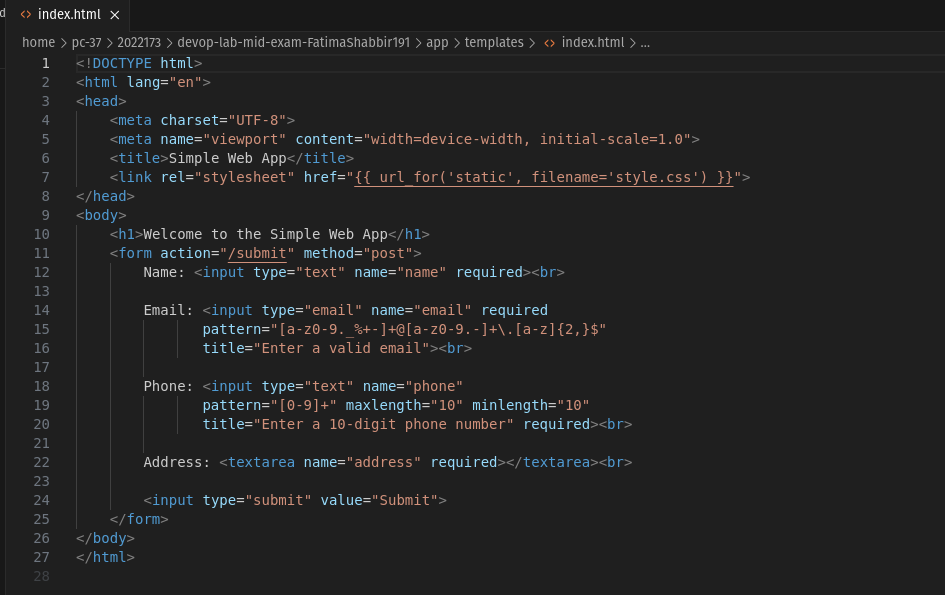 index.html
home > pc-37 > 2022173 > devop-lab-mid-exam-FatimaShabbir191 > app > templates > <> index.html > ...
1 <!DOCTYPE html>
2 <html lang="en">
3 <head>
4     <meta charset="UTF-8">
5     <meta name="viewport" content="width=device-width, initial-scale=1.0">
6     <title>Simple Web App</title>
7     <link rel="stylesheet" href="{{ url_for('static', filename='style.css') }}">
8 </head>
9 <body>
10     <h1>Welcome to the Simple Web App</h1>
11     <form action="/submit" method="post">
12         Name: <input type="text" name="name" required><br>
13
14         Email: <input type="email" name="email" required
15                pattern="[a-z0-9._%+-]+@[a-z0-9.-]+\.[a-z]{2,}$"
16                title="Enter a valid email"><br>
17
18         Phone: <input type="text" name="phone"
19                pattern="[0-9]+" maxlength="10" minlength="10"
20                title="Enter a 10-digit phone number" required><br>
21
22         Address: <textarea name="address" required></textarea><br>
23
24         <input type="submit" value="Submit">
25     </form>
26 </body>
27 </html>
28